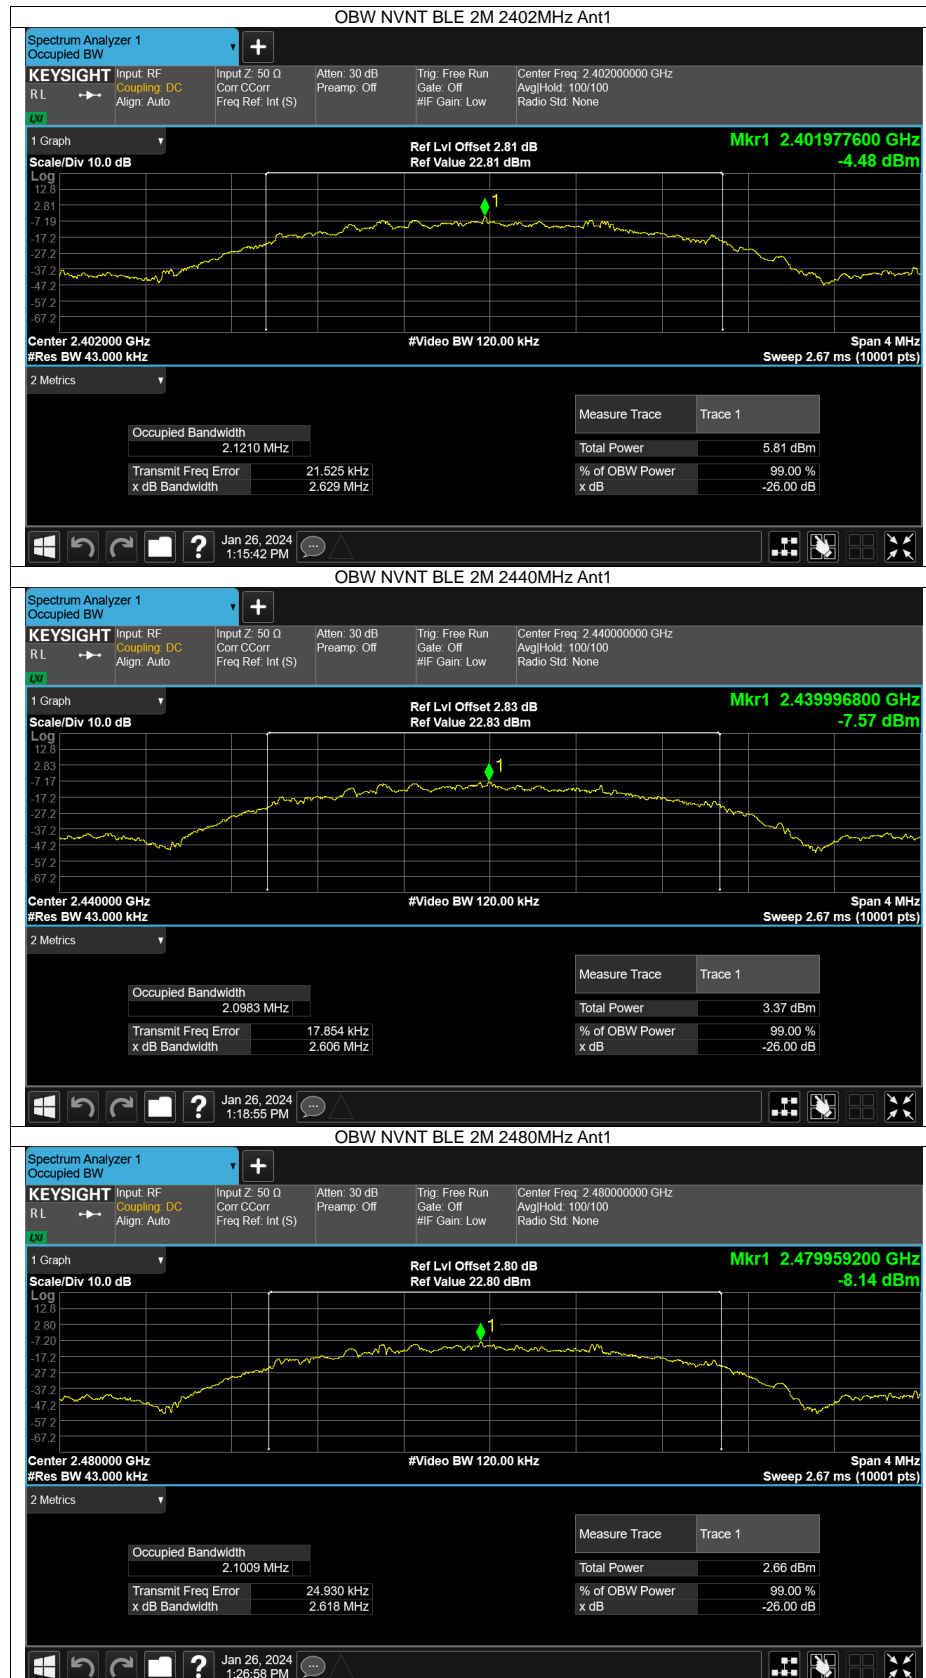 OBW NVNT BLE 2M 2402MHz Ant1
Spectrum Analyzer 1
Occupied BW
+
KEYSIGHT Input: RF Input Z: 50 Ω Atten: 30 dB Trig: Free Run Center Freq: 2.402000000 GHz
Coupling: DC Corr CCorr Preamp: Off Gate: Off Avg|Hold: 100/100
RL Align: Auto Freq Ref: Int (S) #IF Gain: Low Radio Std: None
LXI
1 Graph Ref Lvl Offset 2.81 dB Mkr1 2.401977600 GHz
Scale/Div 10.0 dB Ref Value 22.81 dBm -4.48 dBm
Log
12.8
2.81
-7.19
-17.2
-27.2
-37.2
-47.2
-57.2
-67.2
1
Center 2.402000 GHz #Video BW 120.00 kHz Span 4 MHz
#Res BW 43.000 kHz Sweep 2.67 ms (10001 pts)
2 Metrics
Measure Trace Trace 1
Occupied Bandwidth
2.1210 MHz Total Power 5.81 dBm
Transmit Freq Error 21.525 kHz % of OBW Power 99.00 %
x dB Bandwidth 2.629 MHz x dB -26.00 dB
? Jan 26, 2024
1:15:42 PM
OBW NVNT BLE 2M 2440MHz Ant1
Spectrum Analyzer 1
Occupied BW
+
KEYSIGHT Input: RF Input Z: 50 Ω Atten: 30 dB Trig: Free Run Center Freq: 2.440000000 GHz
Coupling: DC Corr CCorr Preamp: Off Gate: Off Avg|Hold: 100/100
RL Align: Auto Freq Ref: Int (S) #IF Gain: Low Radio Std: None
LXI
1 Graph Ref Lvl Offset 2.83 dB Mkr1 2.439996800 GHz
Scale/Div 10.0 dB Ref Value 22.83 dBm -7.57 dBm
Log
12.8
2.83
-7.17
-17.2
-27.2
-37.2
-47.2
-57.2
-67.2
1
Center 2.440000 GHz #Video BW 120.00 kHz Span 4 MHz
#Res BW 43.000 kHz Sweep 2.67 ms (10001 pts)
2 Metrics
Measure Trace Trace 1
Occupied Bandwidth
2.0983 MHz Total Power 3.37 dBm
Transmit Freq Error 17.854 kHz % of OBW Power 99.00 %
x dB Bandwidth 2.606 MHz x dB -26.00 dB
? Jan 26, 2024
1:18:55 PM
OBW NVNT BLE 2M 2480MHz Ant1
Spectrum Analyzer 1
Occupied BW
+
KEYSIGHT Input: RF Input Z: 50 Ω Atten: 30 dB Trig: Free Run Center Freq: 2.480000000 GHz
Coupling: DC Corr CCorr Preamp: Off Gate: Off Avg|Hold: 100/100
RL Align: Auto Freq Ref: Int (S) #IF Gain: Low Radio Std: None
LXI
1 Graph Ref Lvl Offset 2.80 dB Mkr1 2.479959200 GHz
Scale/Div 10.0 dB Ref Value 22.80 dBm -8.14 dBm
Log
12.8
2.80
-7.20
-17.2
-27.2
-37.2
-47.2
-57.2
-67.2
1
Center 2.480000 GHz #Video BW 120.00 kHz Span 4 MHz
#Res BW 43.000 kHz Sweep 2.67 ms (10001 pts)
2 Metrics
Measure Trace Trace 1
Occupied Bandwidth
2.1009 MHz Total Power 2.66 dBm
Transmit Freq Error 24.930 kHz % of OBW Power 99.00 %
x dB Bandwidth 2.618 MHz x dB -26.00 dB
? Jan 26, 2024
1:26:58 PM